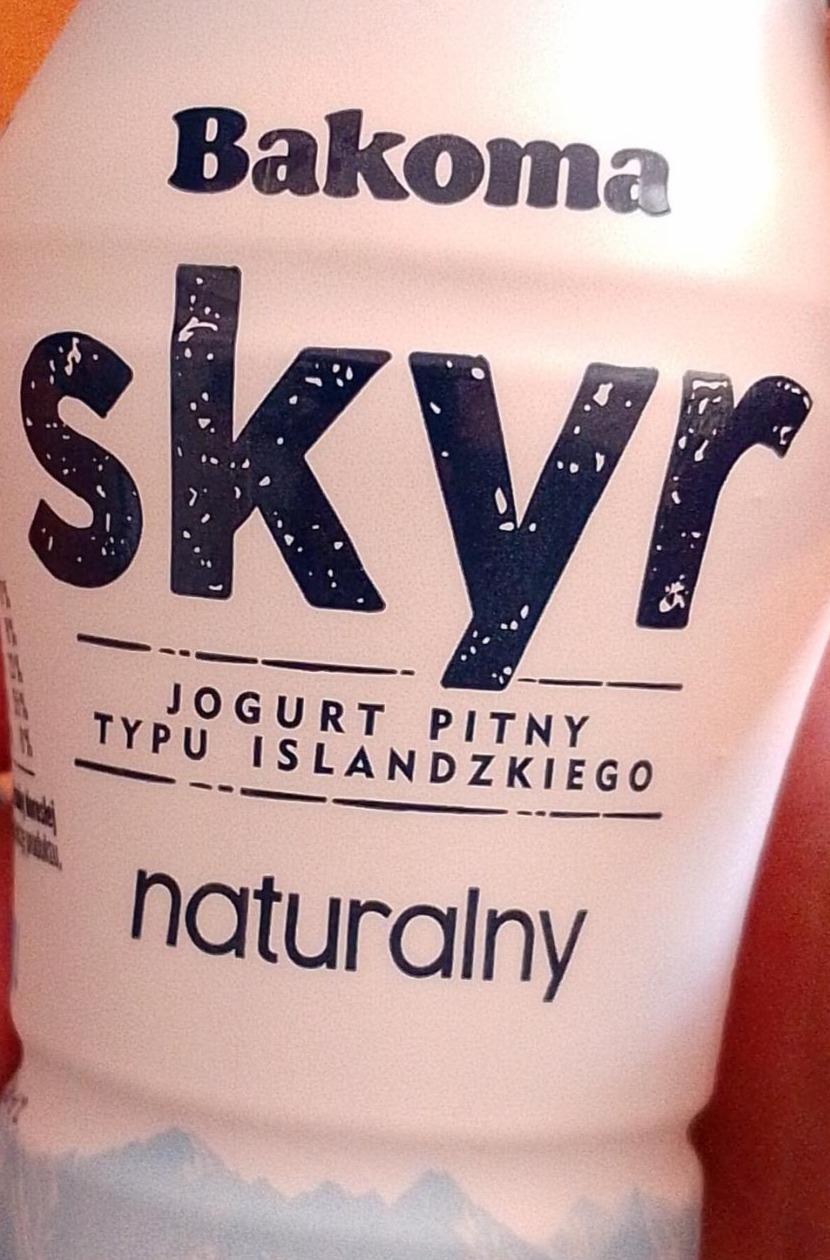 Bakoma
skyr
JOGURT PITNY
TYPU ISLANDZKIEGO
naturalny